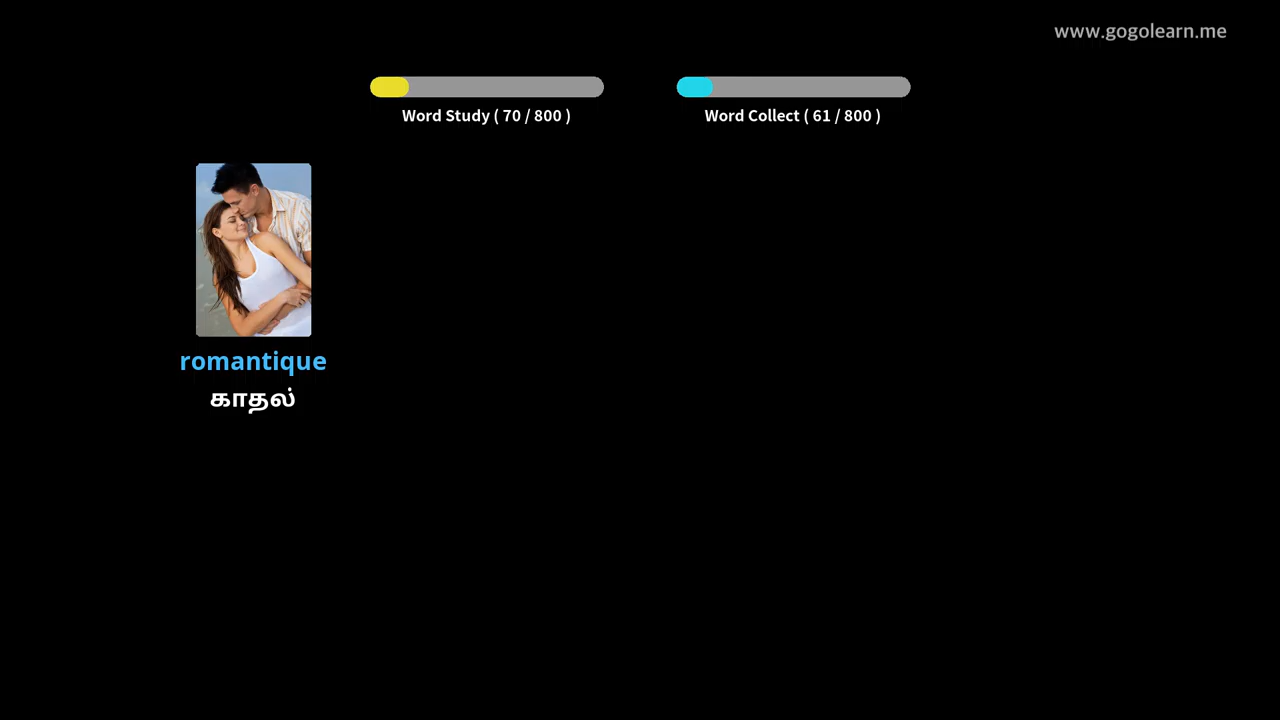 www.gogolearn.me
Word Study ( 70 / 800 )
Word Collect ( 61 / 800 )
romantique
காதல்